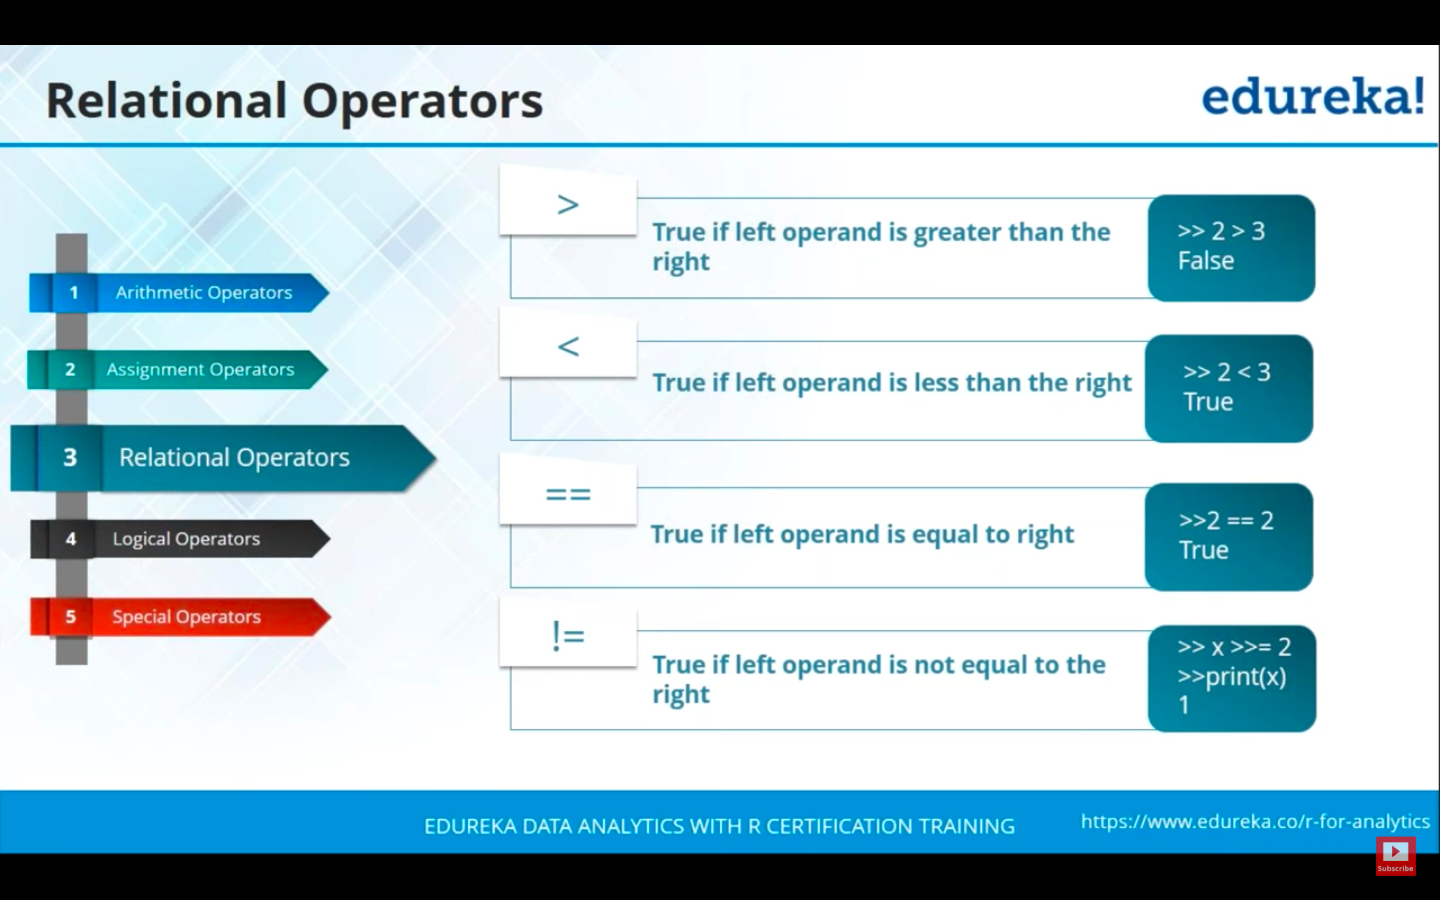 Relational Operators
edureka!
1 Arithmetic Operators
2 Assignment Operators
3 Relational Operators
4 Logical Operators
5 Special Operators
>
True if left operand is greater than the
right
>> 2 > 3
False
<
True if left operand is less than the right
>> 2 < 3
True
==
True if left operand is equal to right
>>2 == 2
True
!=
True if left operand is not equal to the
right
>> x >>= 2
>>print(x)
1
EDUREKA DATA ANALYTICS WITH R CERTIFICATION TRAINING
https://www.edureka.co/r-for-analytics
Subscribe